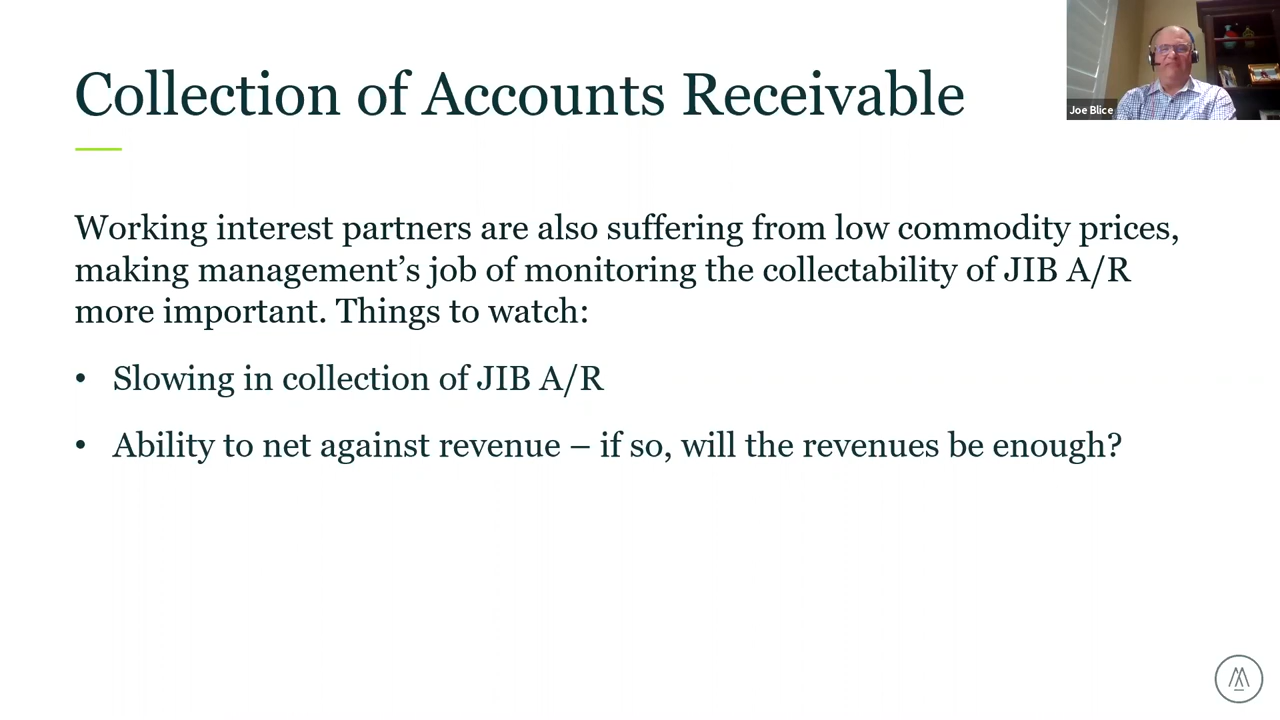 Collection of Accounts Receivable
Joe Blice
Working interest partners are also suffering from low commodity prices,
making management’s job of monitoring the collectability of JIB A/R
more important. Things to watch:
• Slowing in collection of JIB A/R
• Ability to net against revenue – if so, will the revenues be enough?